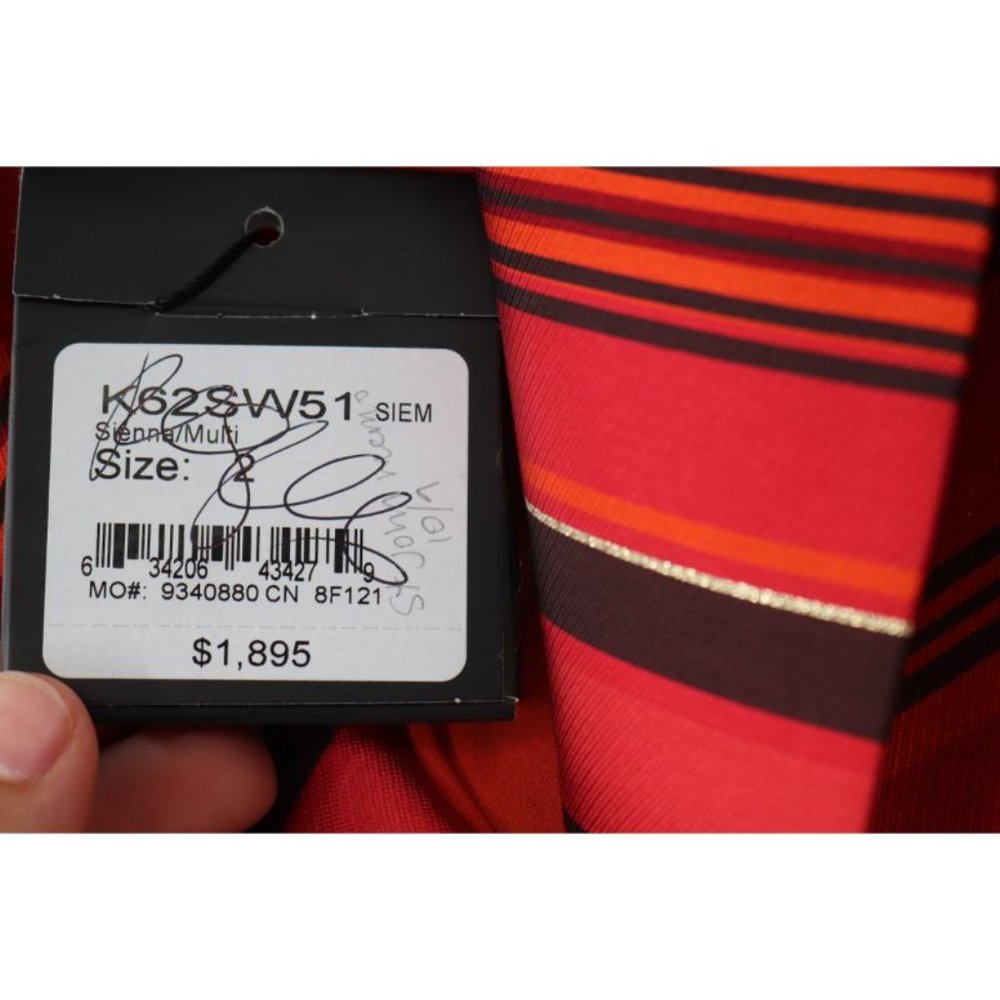 K62SW51 SIEM
Sienna/Multi
Size: 2
6 34206 43427 9
MO#: 9340880 CN 8F121
$1,895